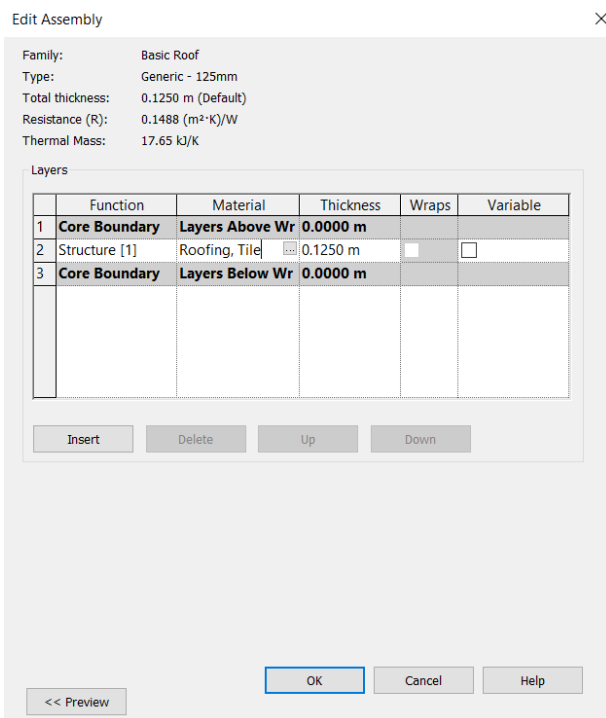 Edit Assembly
Family: Basic Roof
Type: Generic - 125mm
Total thickness: 0.1250 m (Default)
Resistance (R): 0.1488 (m²·K)/W
Thermal Mass: 17.65 kJ/K
Layers
Function Material Thickness Wraps Variable
1 Core Boundary Layers Above Wr 0.0000 m
2 Structure [1] Roofing, Tile ... 0.1250 m
3 Core Boundary Layers Below Wr 0.0000 m
Insert Delete Up Down
OK Cancel Help
<< Preview